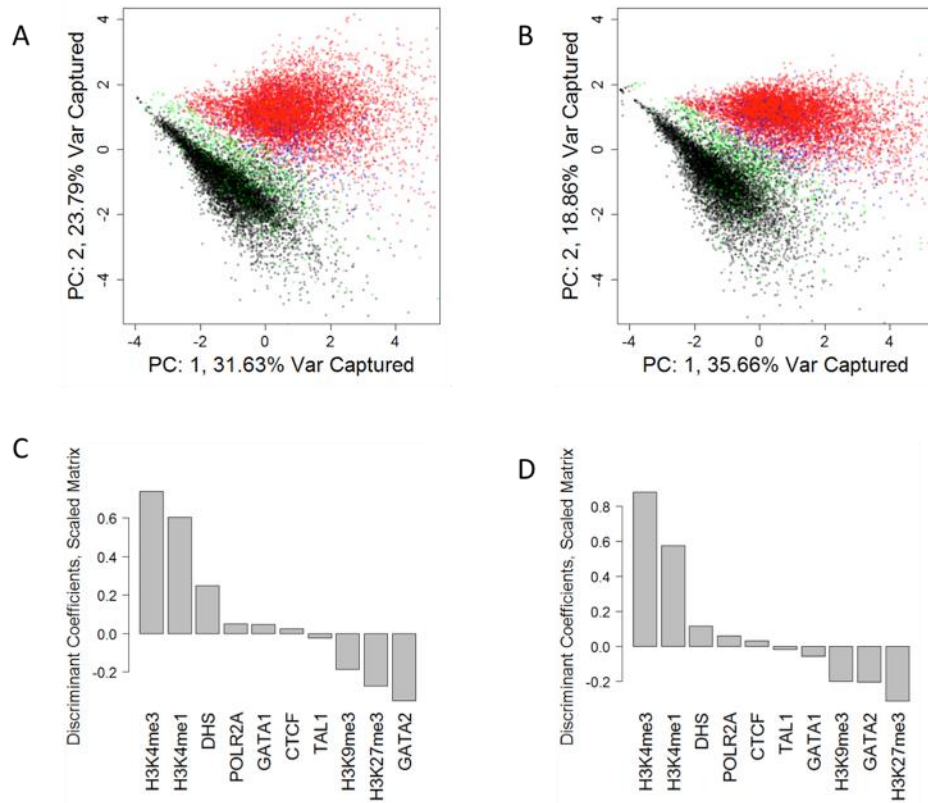 A
B
4
2
0
-2
-4
PC: 2, 23.79% Var Captured
-4 -2 0 2 4
PC: 1, 31.63% Var Captured
4
2
0
-2
-4
PC: 2, 18.86% Var Captured
-4 -2 0 2 4
PC: 1, 35.66% Var Captured
C
D
Discriminant Coefficients, Scaled Matrix
0.6
0.4
0.2
0.0
-0.2
H3K4me3
H3K4me1
DHS
POLR2A
GATA1
CTCF
TAL1
H3K9me3
H3K27me3
GATA2
Discriminant Coefficients, Scaled Matrix
0.8
0.6
0.4
0.2
0.0
-0.2
H3K4me3
H3K4me1
DHS
POLR2A
CTCF
TAL1
GATA1
H3K9me3
GATA2
H3K27me3